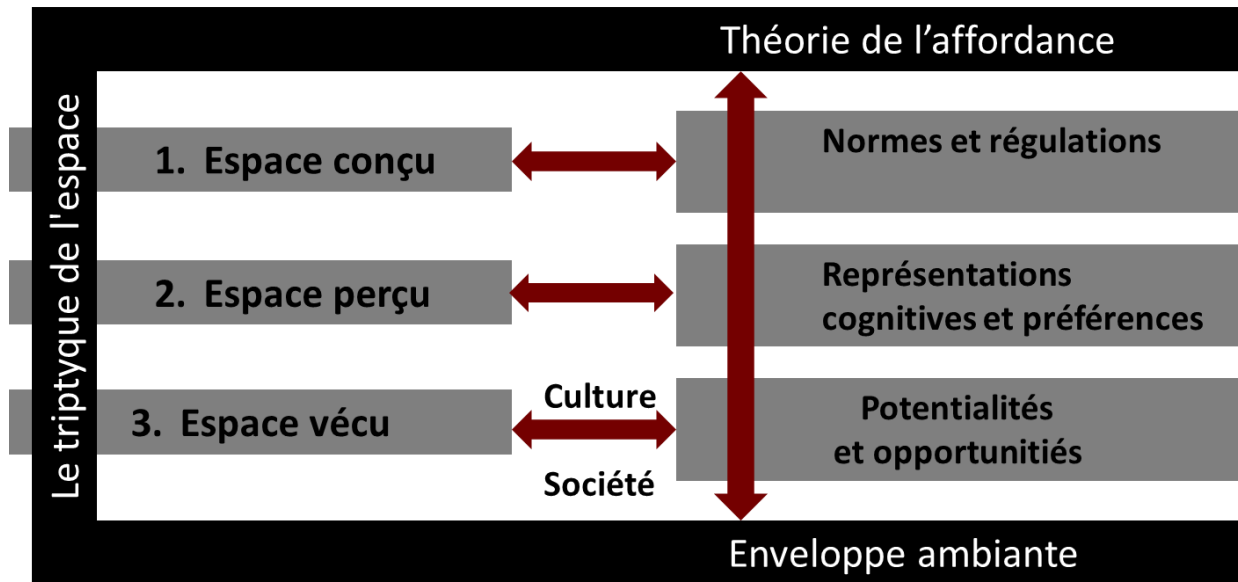 Théorie de l’affordance
Le triptyque de l'espace
1. Espace conçu
Normes et régulations
2. Espace perçu
Représentations
cognitives et préférences
3. Espace vécu
Culture
Société
Potentialités
et opportunitiés
Enveloppe ambiante